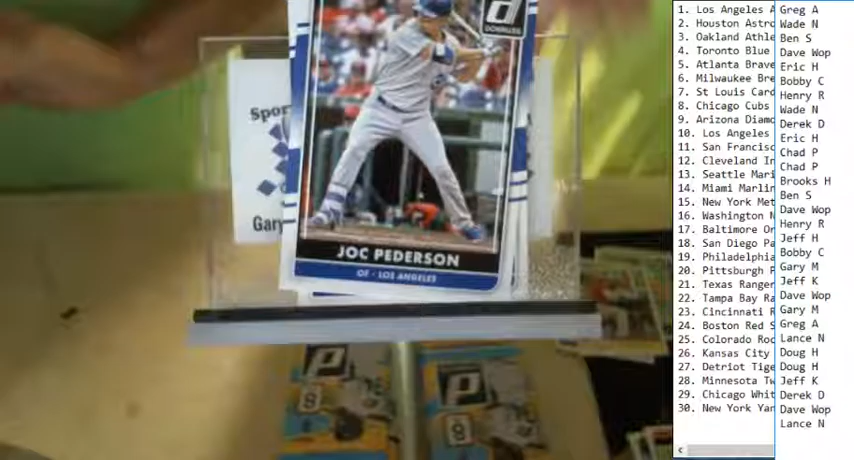 d
DONRUSS
Spor
Gary
JOC PEDERSON
OF - LOS ANGELES
P
8
P
8
1. Los Angeles A
2. Houston Astro
3. Oakland Athle
4. Toronto Blue
5. Atlanta Brave
6. Milwaukee Bre
7. St Louis Card
8. Chicago Cubs
9. Arizona Diamo
10. Los Angeles
11. San Francisc
12. Cleveland In
13. Seattle Mari
14. Miami Marlin
15. New York Met
16. Washington N
17. Baltimore Or
18. San Diego Pa
19. Philadelphia
20. Pittsburgh P
21. Texas Ranger
22. Tampa Bay Ra
23. Cincinnati R
24. Boston Red S
25. Colorado Roc
26. Kansas City
27. Detriot Tige
28. Minnesota Tw
29. Chicago Whit
30. New York Yan
Greg A
Wade N
Ben S
Dave Wop
Eric H
Bobby C
Henry R
Wade N
Derek D
Eric H
Chad P
Chad P
Brooks H
Ben S
Dave Wop
Henry R
Jeff H
Bobby C
Gary M
Jeff K
Dave Wop
Gary M
Greg A
Lance N
Doug H
Doug H
Jeff K
Derek D
Dave Wop
Lance N